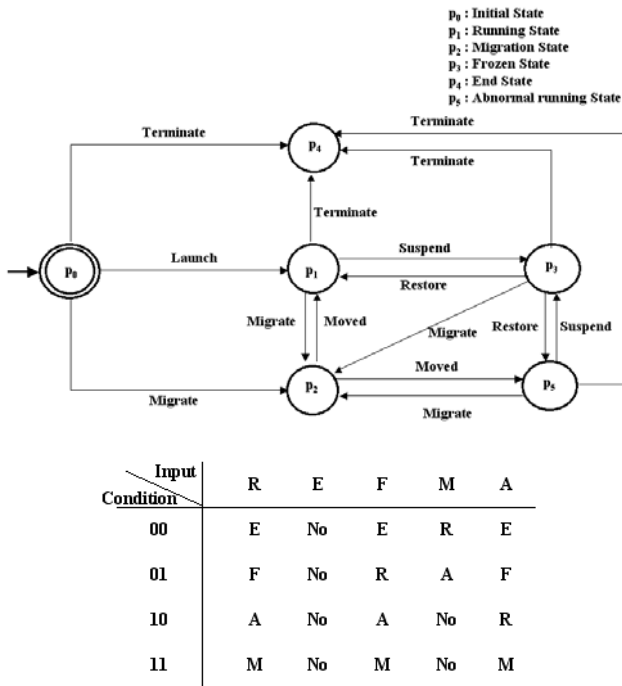 p0 : Initial State
p1 : Running State
p2 : Migration State
p3 : Frozen State
p4 : End State
p5 : Abnormal running State
Terminate
Terminate
p4
Terminate
Terminate
p0
Launch
p1
Suspend
Restore
p3
Migrate
Moved
Migrate
Restore
Suspend
Migrate
p2
Moved
Migrate
p5
Input
Condition
R E F M A
00 E No E R E
01 F No R A F
10 A No A No R
11 M No M No M